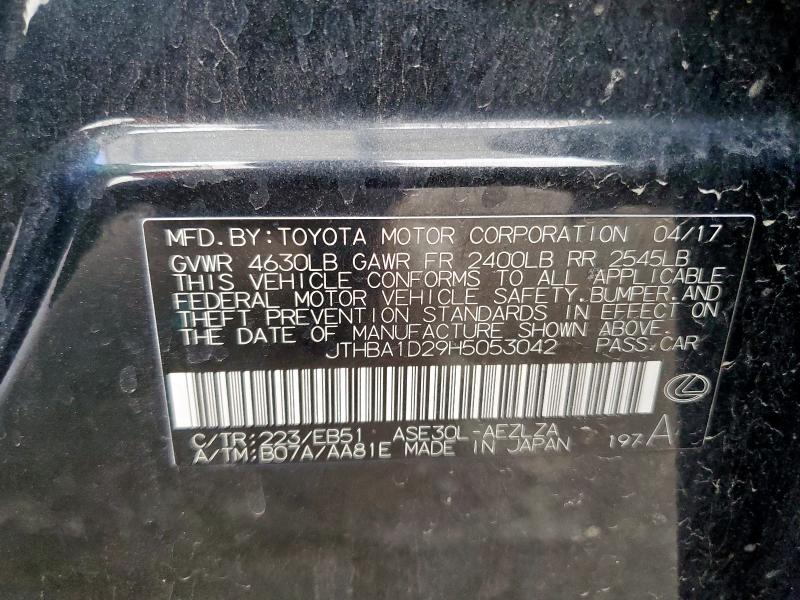 MFD.BY:TOYOTA MOTOR CORPORATION 04/17
GVWR 4630LB GAWR FR 2400LB RR 2545LB
THIS VEHICLE CONFORMS TO ALL APPLICABLE
FEDERAL MOTOR VEHICLE SAFETY,BUMPER,AND
THEFT PREVENTION STANDARDS IN EFFECT ON
THE DATE OF MANUFACTURE SHOWN ABOVE.
JTHBA1D29H5053042 PASS.CAR
C/TR:223/EB51 ASE30L-AEZLZA
A/TM:B07A/AA81E MADE IN JAPAN 197 A